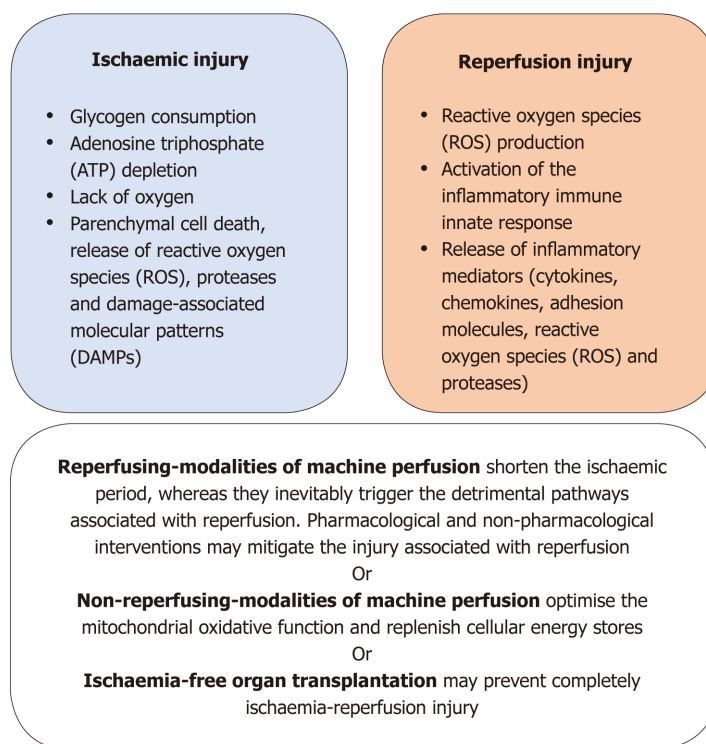 Ischaemic injury
• Glycogen consumption
• Adenosine triphosphate
(ATP) depletion
• Lack of oxygen
• Parenchymal cell death,
release of reactive oxygen
species (ROS), proteases
and damage-associated
molecular patterns
(DAMPs)
Reperfusion injury
• Reactive oxygen species
(ROS) production
• Activation of the
inflammatory immune
innate response
• Release of inflammatory
mediators (cytokines,
chemokines, adhesion
molecules, reactive
oxygen species (ROS) and
proteases)
Reperfusing-modalities of machine perfusion shorten the ischaemic
period, whereas they inevitably trigger the detrimental pathways
associated with reperfusion. Pharmacological and non-pharmacological
interventions may mitigate the injury associated with reperfusion
Or
Non-reperfusing-modalities of machine perfusion optimise the
mitochondrial oxidative function and replenish cellular energy stores
Or
Ischaemia-free organ transplantation may prevent completely
ischaemia-reperfusion injury